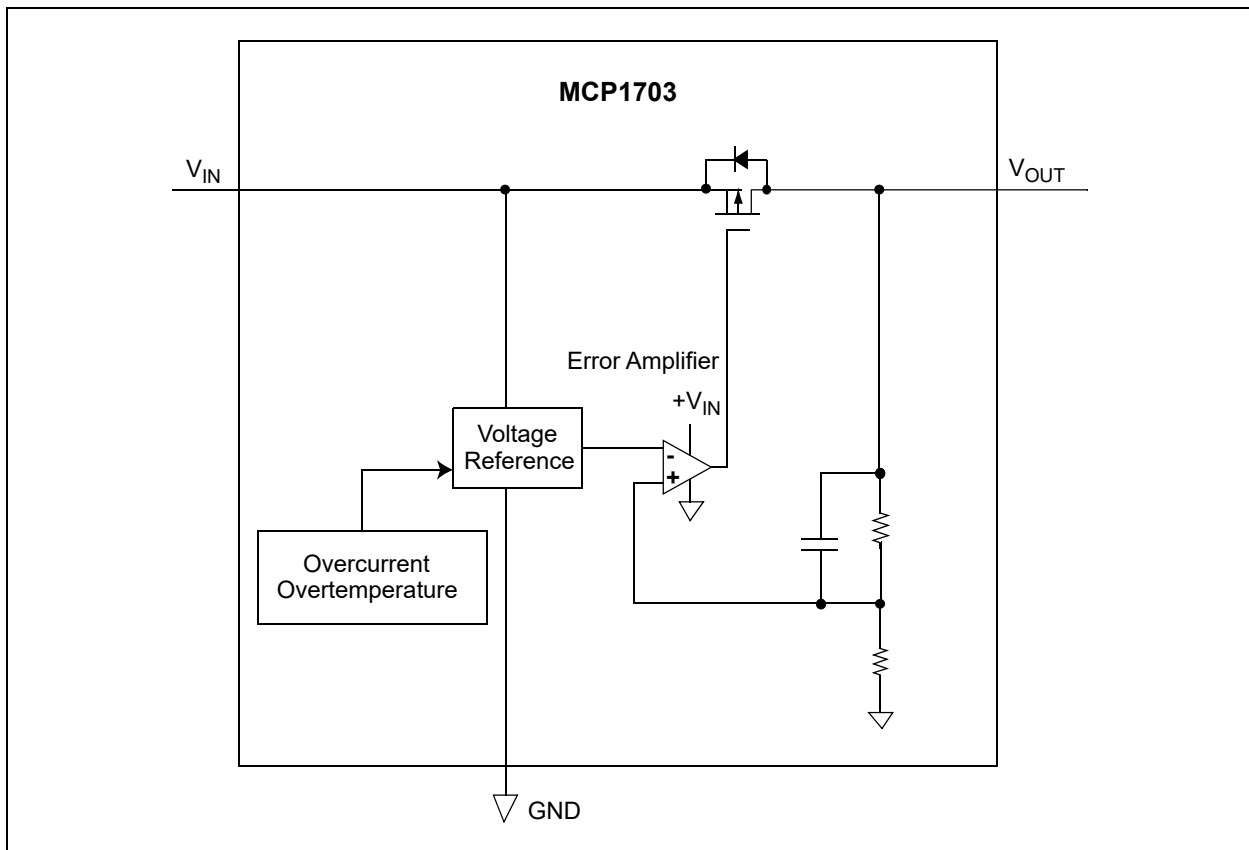 MCP1703
VIN
VOUT
Error Amplifier
+VIN
Voltage
Reference
-
+
Overcurrent
Overtemperature
GND